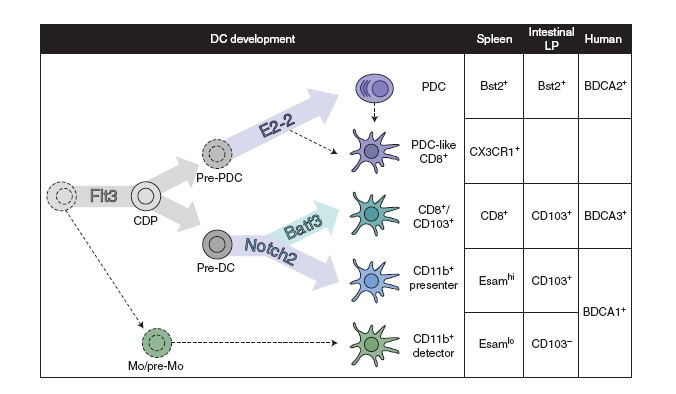 DC development
Spleen
Intestinal
LP
Human
PDC
Bst2⁺
Bst2⁺
BDCA2⁺
E2-2
PDC-like
CD8⁺
CX3CR1⁺
Pre-PDC
Flt3
CDP
CD8⁺/
CD103⁺
CD8⁺
CD103⁺
BDCA3⁺
Batf3
Notch2
Pre-DC
CD11b⁺
presenter
Esamʰⁱ
CD103⁺
BDCA1⁺
CD11b⁺
detector
Esamˡᵒ
CD103⁻
Mo/pre-Mo